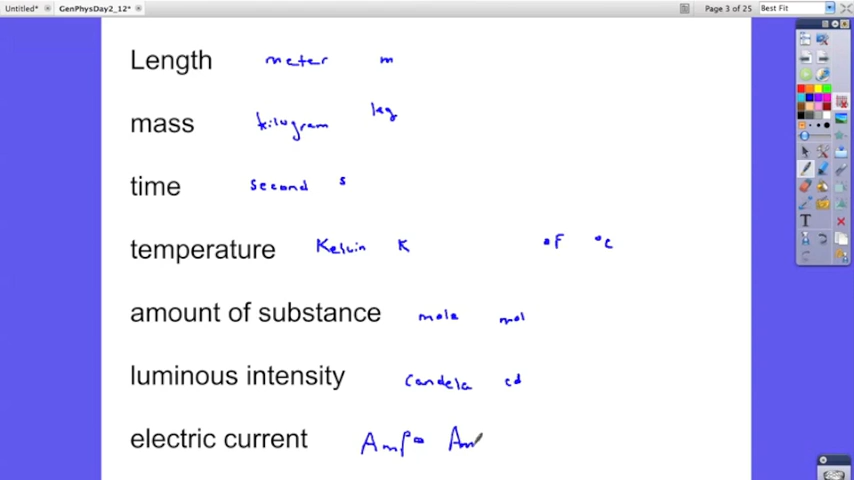 Untitled* GenPhysDay2_12* Page 3 of 25 Best Fit
Length meter m
mass kilogram kg
time second s
temperature Kelvin K °F °C
amount of substance mole mol
luminous intensity Candela cd
electric current Am
T